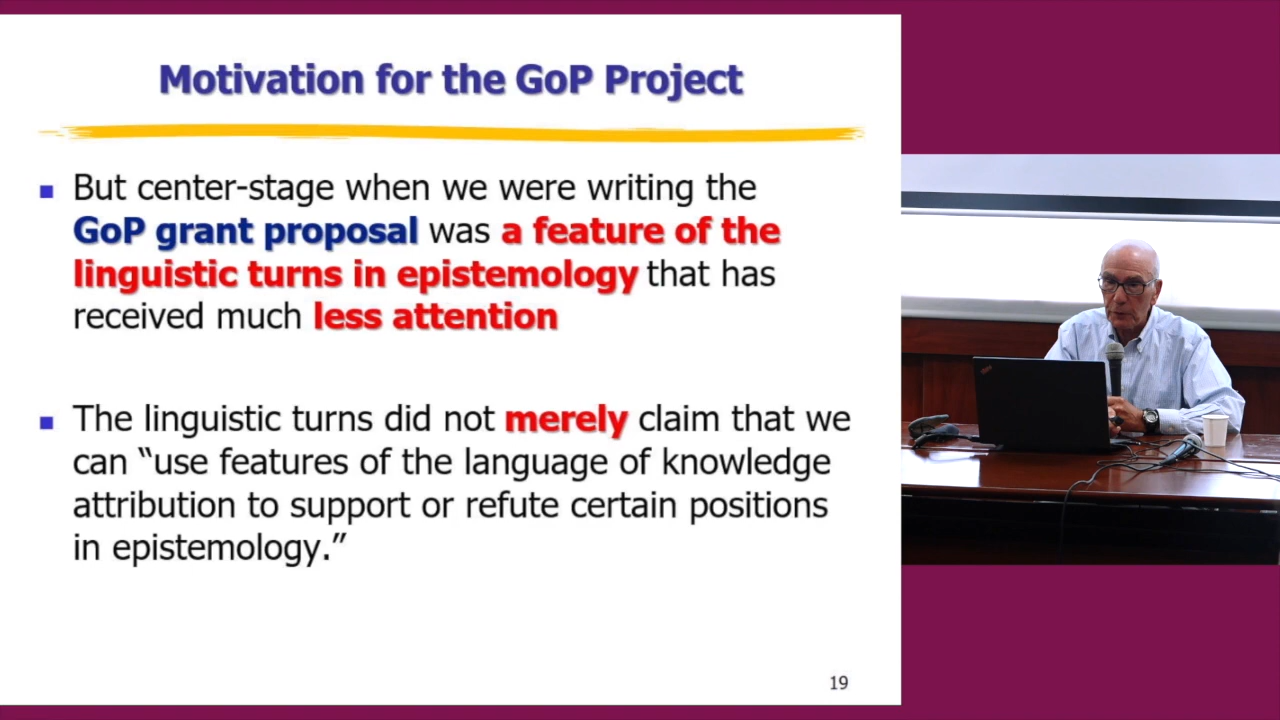 Motivation for the GoP Project
But center-stage when we were writing the
GoP grant proposal was a feature of the
linguistic turns in epistemology that has
received much less attention
The linguistic turns did not merely claim that we
can “use features of the language of knowledge
attribution to support or refute certain positions
in epistemology.”
19